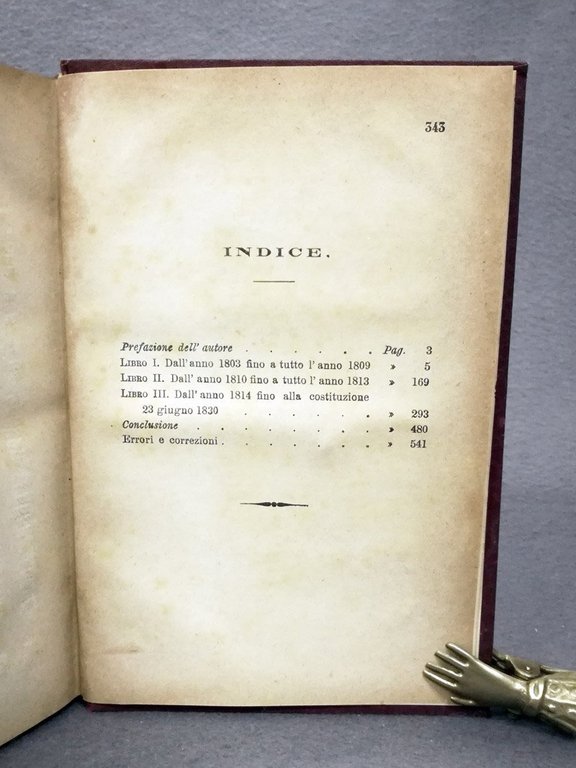 343
INDICE.
Prefazione dell' autore . . . . . . Pag. 3
LIBRO I. Dall' anno 1803 fino a tutto l' anno 1809 » 5
LIBRO II. Dall' anno 1810 fino a tutto l' anno 1813 » 169
LIBRO III. Dall' anno 1814 fino alla costituzione
23 giugno 1830 . . . . . . » 293
Conclusione . . . . . . . . » 480
Errori e correzioni . . . . . . . » 541